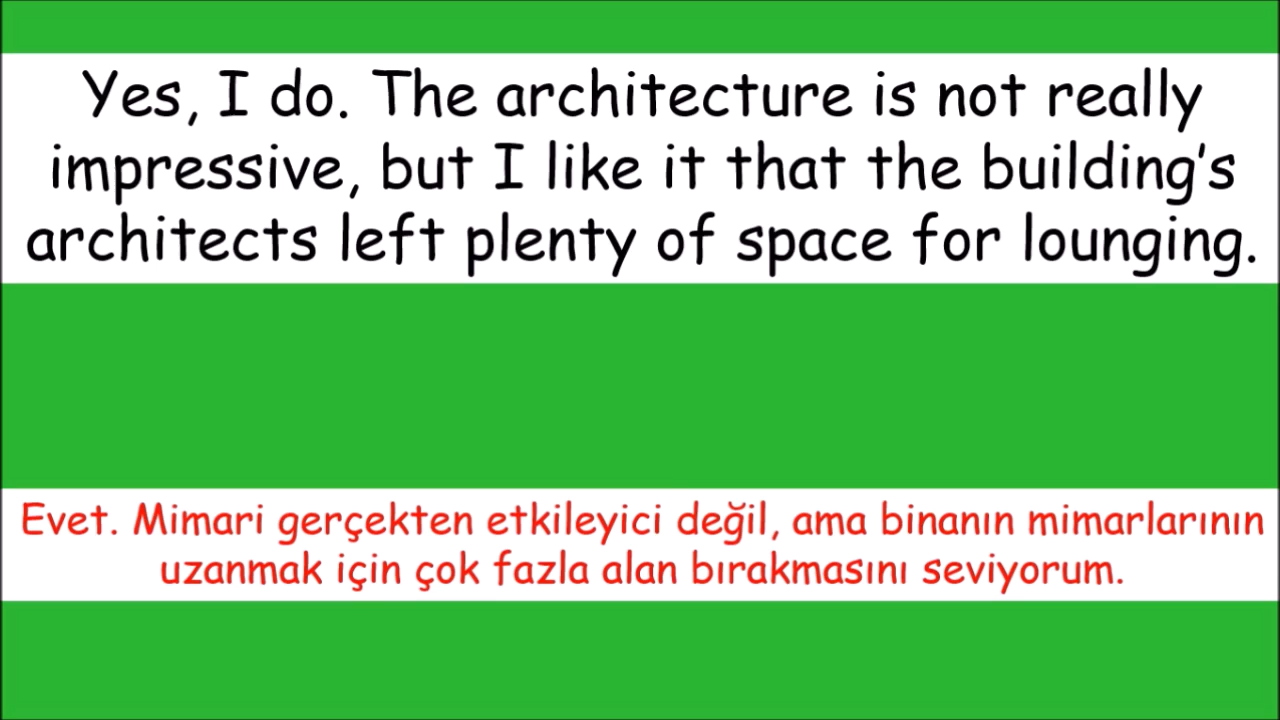 Yes, I do. The architecture is not really
impressive, but I like it that the building's
architects left plenty of space for lounging.
Evet. Mimari gerçekten etkileyici değil, ama binanın mimarlarının
uzanmak için çok fazla alan bırakmasını seviyorum.